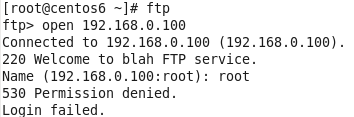 [root@centos6 ~]# ftp
ftp> open 192.168.0.100
Connected to 192.168.0.100 (192.168.0.100).
220 Welcome to blah FTP service.
Name (192.168.0.100:root): root
530 Permission denied.
Login failed.